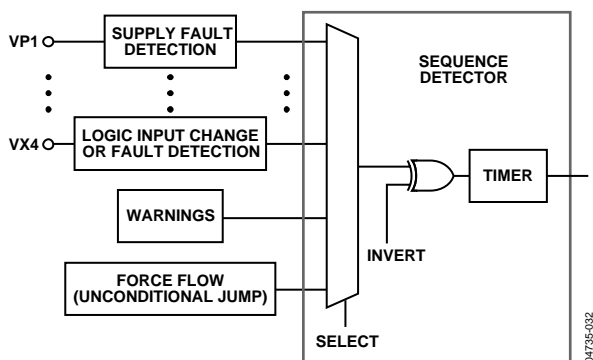 VP1
SUPPLY FAULT
DETECTION
SEQUENCE
DETECTOR
VX4
LOGIC INPUT CHANGE
OR FAULT DETECTION
TIMER
WARNINGS
INVERT
FORCE FLOW
(UNCONDITIONAL JUMP)
SELECT
04735-032